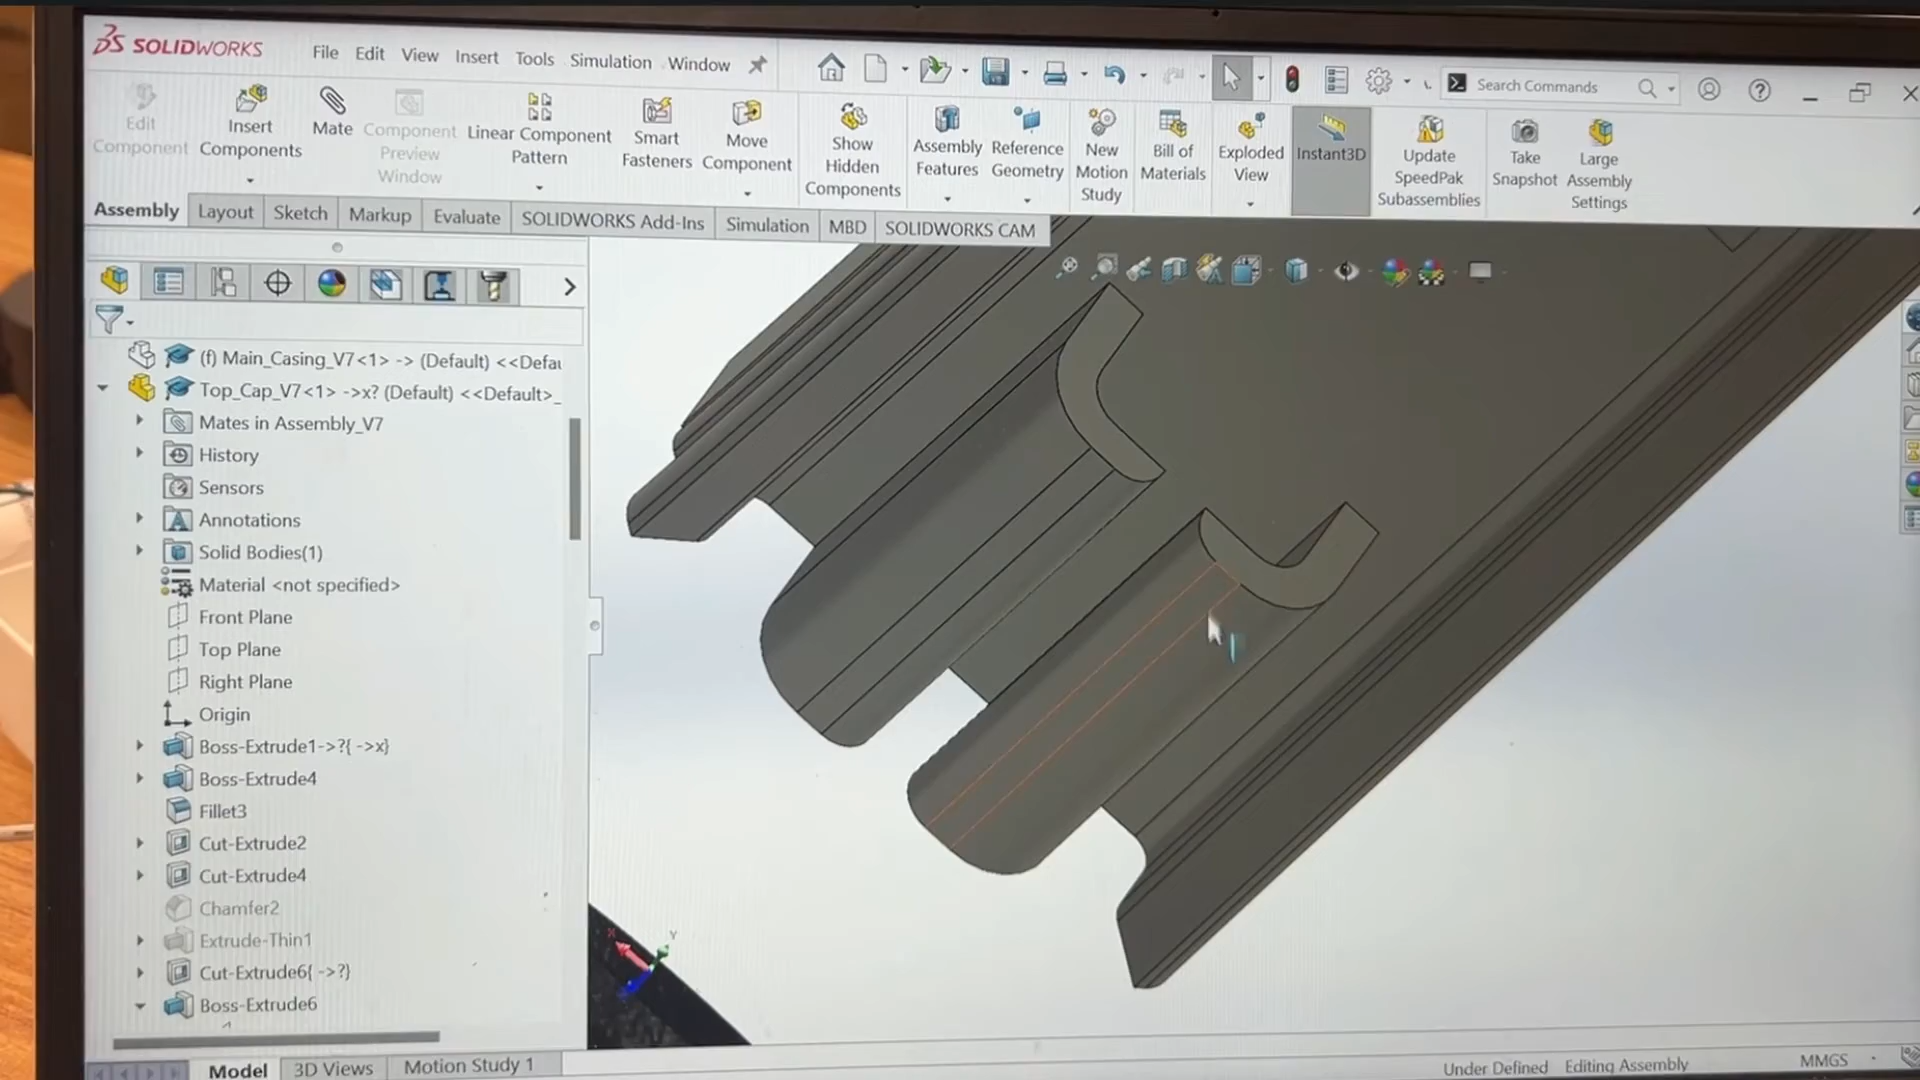 SOLIDWORKS
File Edit View Insert Tools Simulation Window
Search Commands
Edit Component
Insert Components
Mate
Component Preview Window
Linear Component Pattern
Smart Fasteners
Move Component
Show Hidden Components
Assembly Features
Reference Geometry
New Motion Study
Bill of Materials
Exploded View
Instant3D
Update SpeedPak Subassemblies
Take Snapshot
Large Assembly Settings
Assembly Layout Sketch Markup Evaluate SOLIDWORKS Add-Ins Simulation MBD SOLIDWORKS CAM
(f) Main_Casing_V7<1> -> (Default) <<Defau
Top_Cap_V7<1> ->x? (Default) <<Default>_
Mates in Assembly_V7
History
Sensors
Annotations
Solid Bodies(1)
Material <not specified>
Front Plane
Top Plane
Right Plane
Origin
Boss-Extrude1->?{ ->x}
Boss-Extrude4
Fillet3
Cut-Extrude2
Cut-Extrude4
Chamfer2
Extrude-Thin1
Cut-Extrude6{ ->?}
Boss-Extrude6
X Y
Model 3D Views Motion Study 1
Under Defined Editing Assembly MMGS